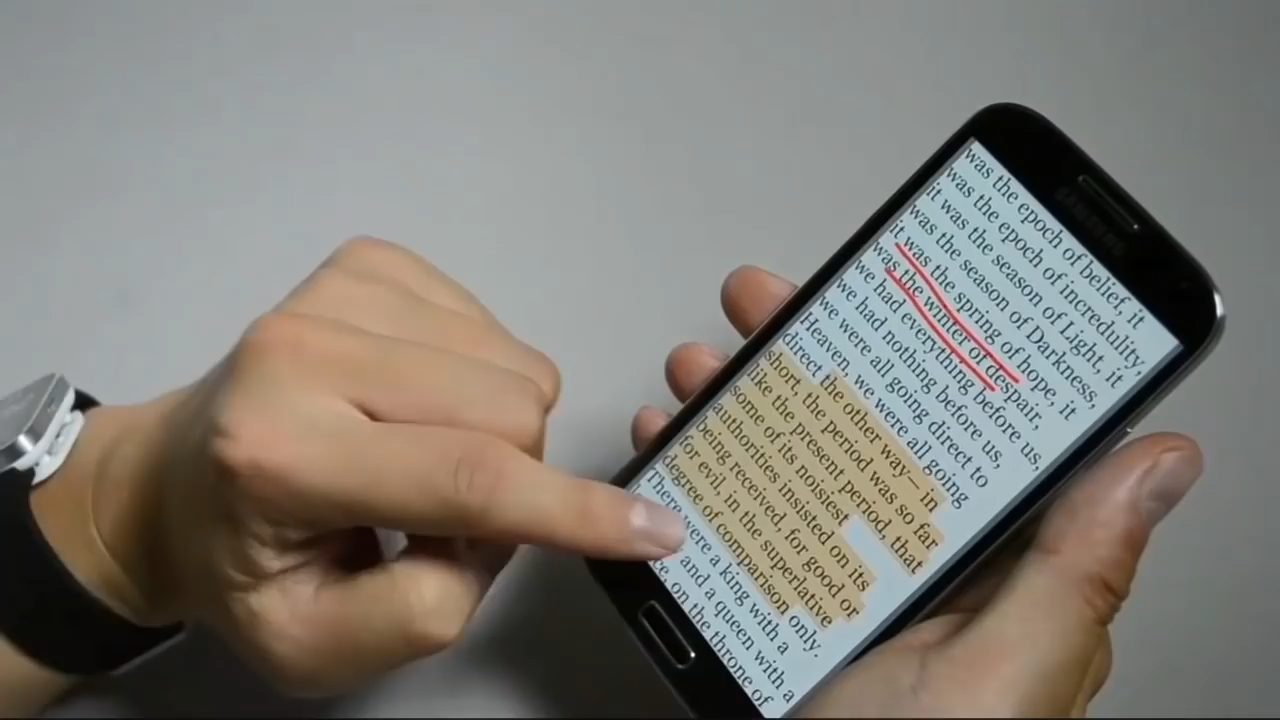 SAMSUNG
was the epoch of belief, it
was the epoch of incredulity,
it was the season of Light, it
was the season of Darkness
it was the spring of hope, it
was the winter of despair,
we had everything before us,
we had nothing before us,
we were all going direct to
Heaven, we were all going
direct the other way— in
short, the period was so far
like the present period, that
some of its noisiest
authorities insisted on its
being received, for good or
for evil, in the superlative
degree of comparison only.
There were a king with a
and a queen with a
on the throne of